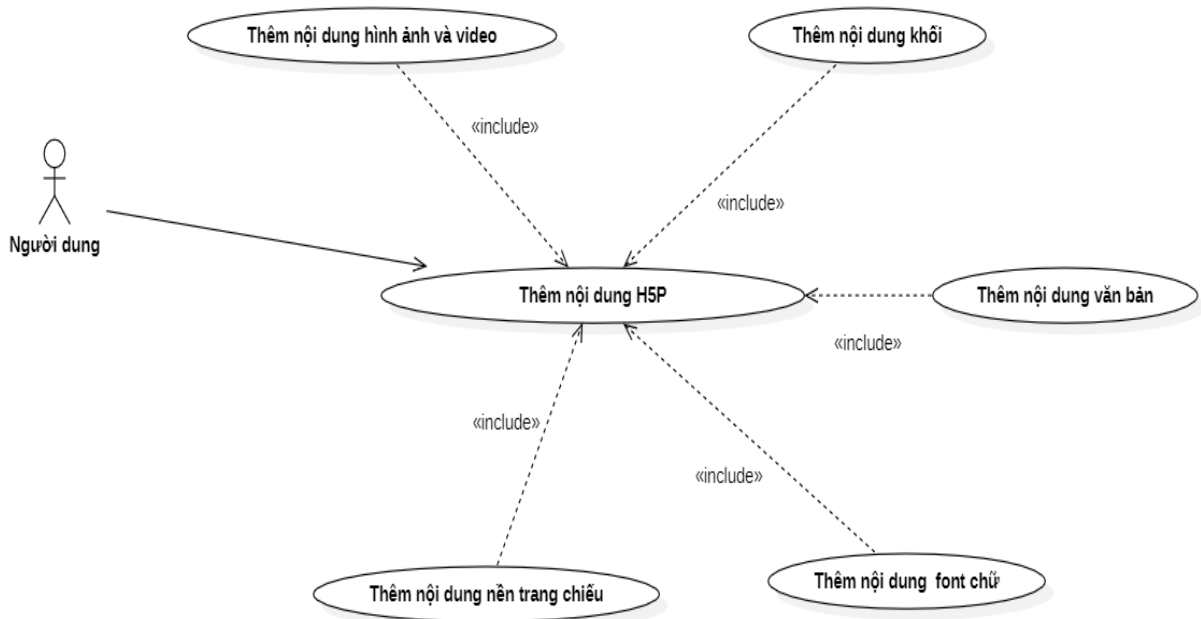 Thêm nội dung hình ảnh và video
Thêm nội dung khối
«include»
«include»
Người dung
Thêm nội dung H5P
Thêm nội dung văn bản
«include»
«include»
«include»
Thêm nội dung nền trang chiếu
Thêm nội dung font chữ